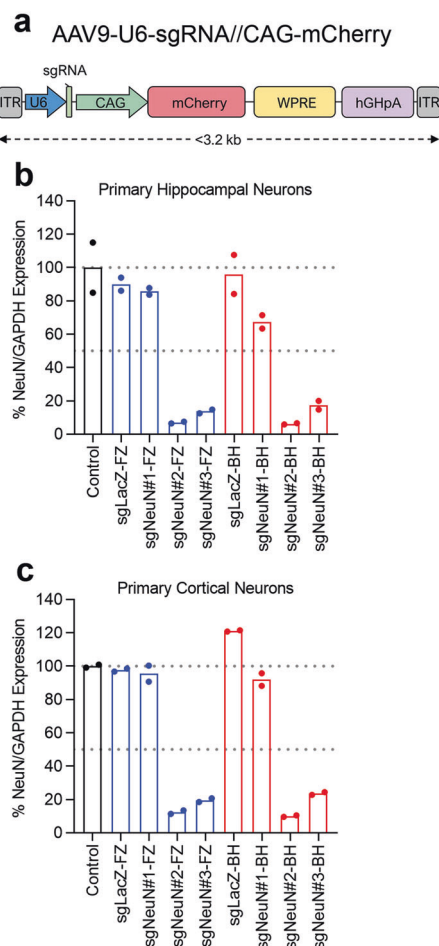 a
AAV9-U6-sgRNA//CAG-mCherry
sgRNA
ITR U6 CAG mCherry WPRE hGHpA ITR
<3.2 kb
b
Primary Hippocampal Neurons
% NeuN/GAPDH Expression
140
120
100
80
60
40
20
0
Control
sgLacZ-FZ
sgNeuN#1-FZ
sgNeuN#2-FZ
sgNeuN#3-FZ
sgLacZ-BH
sgNeuN#1-BH
sgNeuN#2-BH
sgNeuN#3-BH
c
Primary Cortical Neurons
% NeuN/GAPDH Expression
140
120
100
80
60
40
20
0
Control
sgLacZ-FZ
sgNeuN#1-FZ
sgNeuN#2-FZ
sgNeuN#3-FZ
sgLacZ-BH
sgNeuN#1-BH
sgNeuN#2-BH
sgNeuN#3-BH